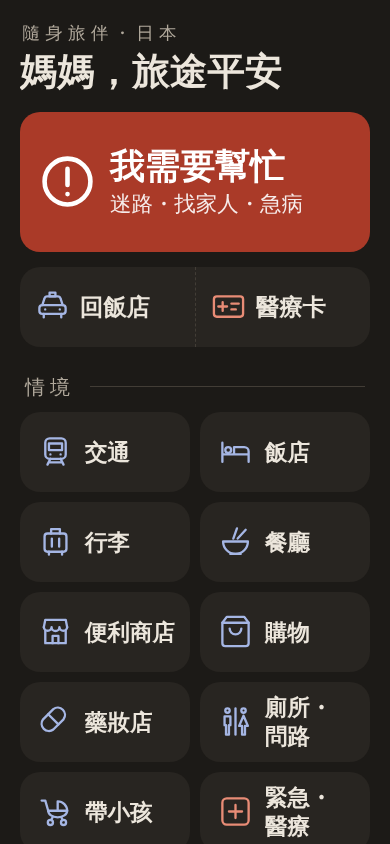 隨身旅伴・日本
媽媽，旅途平安
我需要幫忙
迷路・找家人・急病
回飯店
醫療卡
情境
交通
飯店
行李
餐廳
便利商店
購物
藥妝店
廁所・
問路
帶小孩
緊急・
醫療